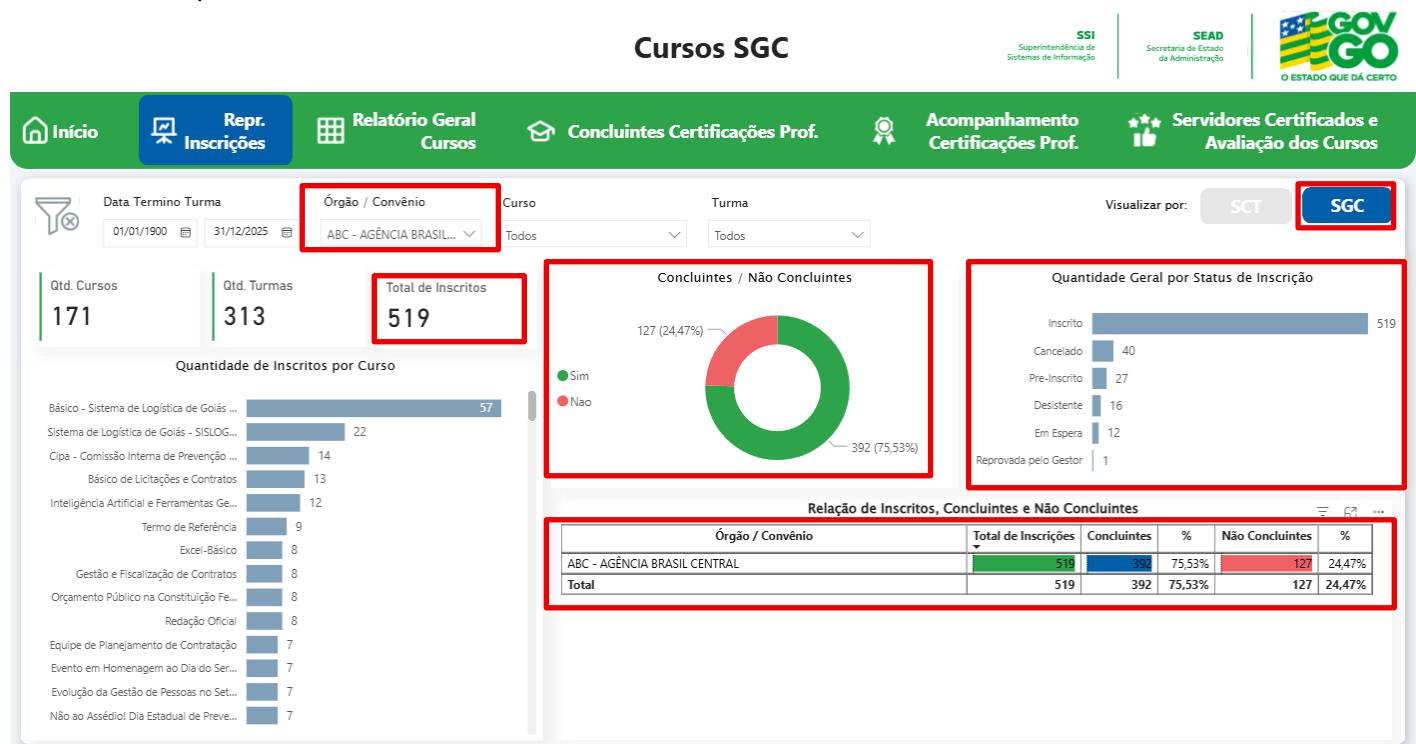 Cursos SGC
SSI
Superintendência de
Sistemas de Informação
SEAD
Secretaria de Estado
da Administração
GOV
GO
O ESTADO QUE DÁ CERTO
Início
Repr.
Inscrições
Relatório Geral
Cursos
Concluintes Certificações Prof.
Acompanhamento
Certificações Prof.
Servidores Certificados e
Avaliação dos Cursos
Data Termino Turma
01/01/1900
31/12/2025
Órgão / Convênio
ABC - AGÊNCIA BRASIL...
Curso
Todos
Turma
Todos
Visualizar por:
SCT
SGC
Qtd. Cursos
171
Qtd. Turmas
313
Total de Inscritos
519
Quantidade de Inscritos por Curso
Básico - Sistema de Logística de Goiás ... 57
Sistema de Logística de Goiás - SISLOG... 22
Cipa - Comissão Interna de Prevenção ... 14
Básico de Licitações e Contratos 13
Inteligência Artificial e Ferramentas Ge... 12
Termo de Referência 9
Excel-Básico 8
Gestão e Fiscalização de Contratos 8
Orçamento Público na Constituição Fe... 8
Redação Oficial 8
Equipe de Planejamento de Contratação 7
Evento em Homenagem ao Dia do Ser... 7
Evolução da Gestão de Pessoas no Set... 7
Não ao Assédio! Dia Estadual de Preve... 7
Concluintes / Não Concluintes
127 (24,47%)
Sim
Nao
392 (75,53%)
Quantidade Geral por Status de Inscrição
Inscrito 519
Cancelado 40
Pre-Inscrito 27
Desistente 16
Em Espera 12
Reprovada pelo Gestor 1
Relação de Inscritos, Concluintes e Não Concluintes
Órgão / Convênio Total de Inscrições Concluintes % Não Concluintes %
ABC - AGÊNCIA BRASIL CENTRAL 519 392 75,53% 127 24,47%
Total 519 392 75,53% 127 24,47%